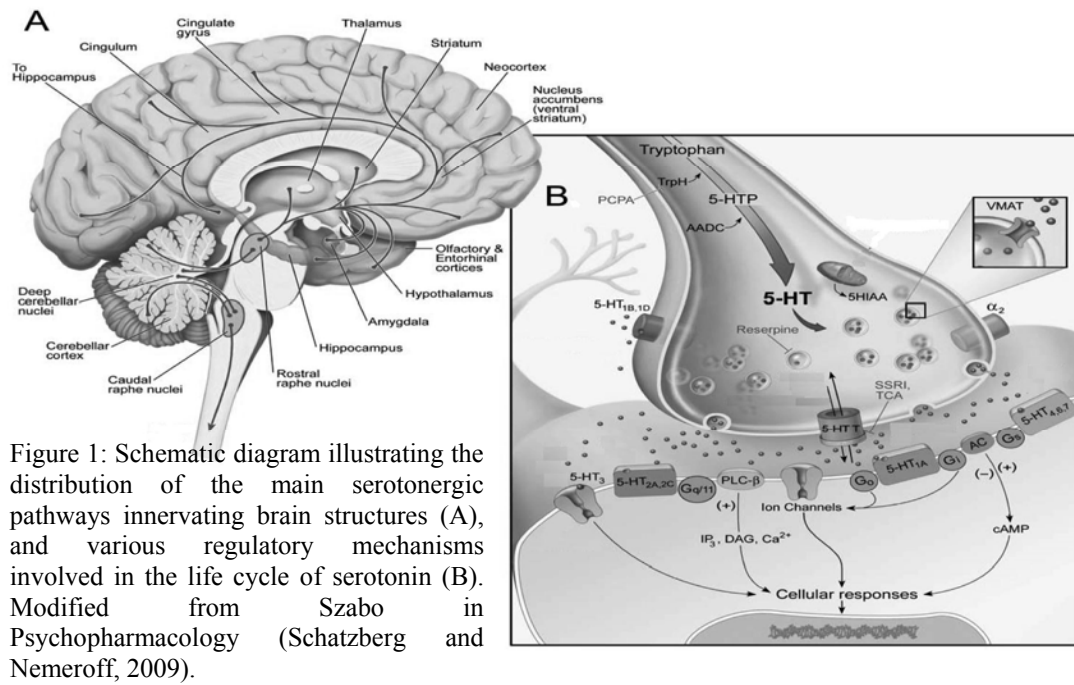 A
Cingulate
gyrus
Thalamus
Cingulum
Striatum
To
Hippocampus
Neocortex
Nucleus
accumbens
(ventral
striatum)
Olfactory &
Entorhinal
cortices
Hypothalamus
Amygdala
Hippocampus
Rostral
raphe nuclei
Deep
cerebellar
nuclei
Cerebellar
cortex
Caudal
raphe nuclei
B
Tryptophan
TrpH
PCPA
5-HTP
AADC
VMAT
5-HT
5HIAA
5-HT1B,1D
α2
Reserpine
SSRI,
TCA
5-HT T
5-HT3
5-HT2A,2C
Gq/11
PLC-β
(+)
Ion Channels
Go
5-HT1A
Gi
AC
Gs
5-HT4,6,7
(–)
(+)
IP3, DAG, Ca2+
cAMP
Cellular responses
Figure 1: Schematic diagram illustrating the
distribution of the main serotonergic
pathways innervating brain structures (A),
and various regulatory mechanisms
involved in the life cycle of serotonin (B).
Modified from Szabo in
Psychopharmacology (Schatzberg and
Nemeroff, 2009).